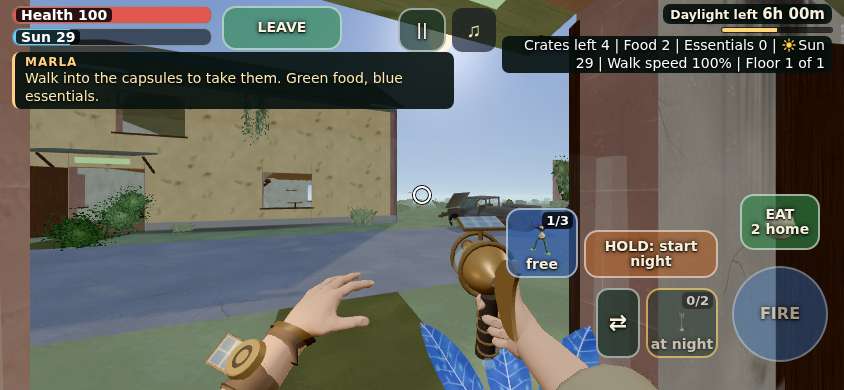 Health 100
Sun 29
LEAVE
MARLA
Walk into the capsules to take them. Green food, blue
essentials.
Daylight left 6h 00m
Crates left 4 | Food 2 | Essentials 0 | ☀Sun
29 | Walk speed 100% | Floor 1 of 1
1/3
free
HOLD: start
night
EAT
2 home
0/2
at night
FIRE